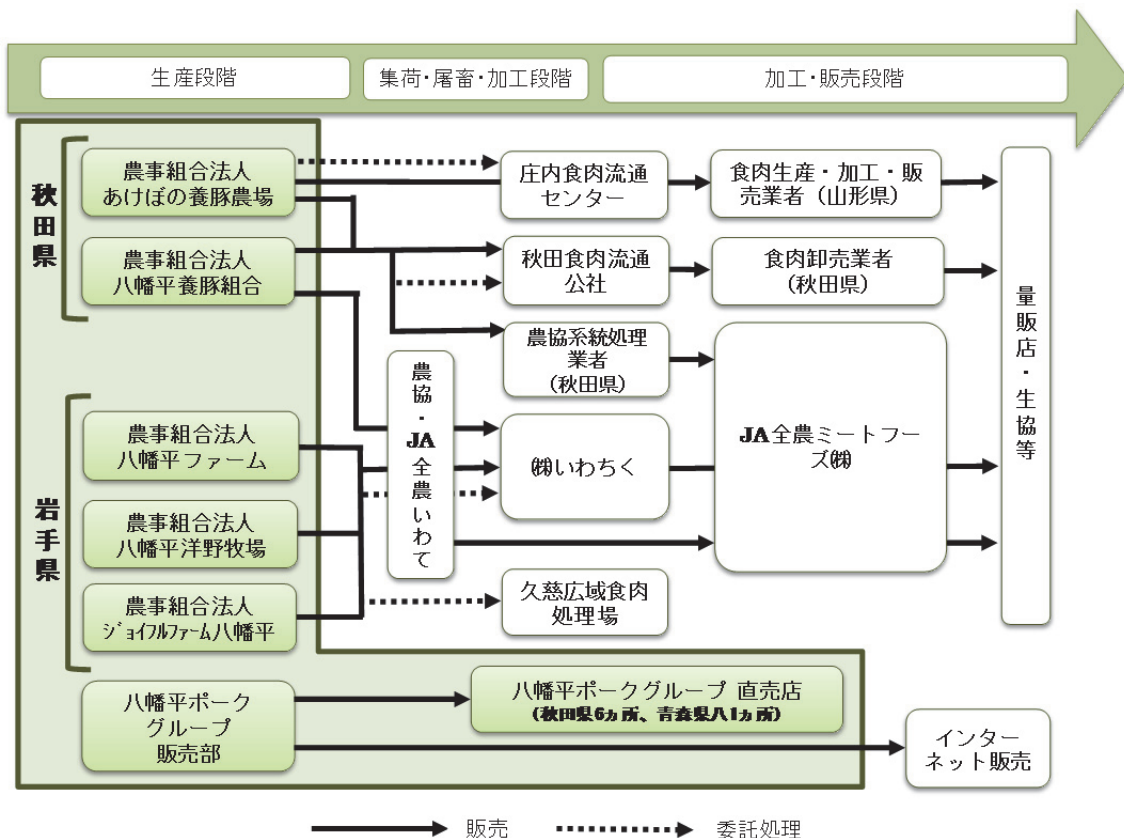 生産段階
集荷・屠畜・加工段階
加工・販売段階
秋田県
農事組合法人
あけぼの養豚農場
農事組合法人
八幡平養豚組合
庄内食肉流通
センター
食肉生産・加工・販
売業者（山形県）
秋田食肉流通
公社
食肉卸売業者
（秋田県）
農協系統処理
業者
（秋田県）
量販店・生協等
岩手県
農事組合法人
八幡平ファーム
農事組合法人
八幡平洋野牧場
農事組合法人
ｼﾞｮｲﾌﾙﾌｧｰﾑ八幡平
農協・JA全農いわて
㈱いわちく
JA全農ミートフー
ズ㈱
久慈広域食肉
処理場
八幡平ポーク
グループ
販売部
八幡平ポークグループ 直売店
（秋田県6ヵ所、青森県八1ヵ所）
インター
ネット販売
販売
委託処理